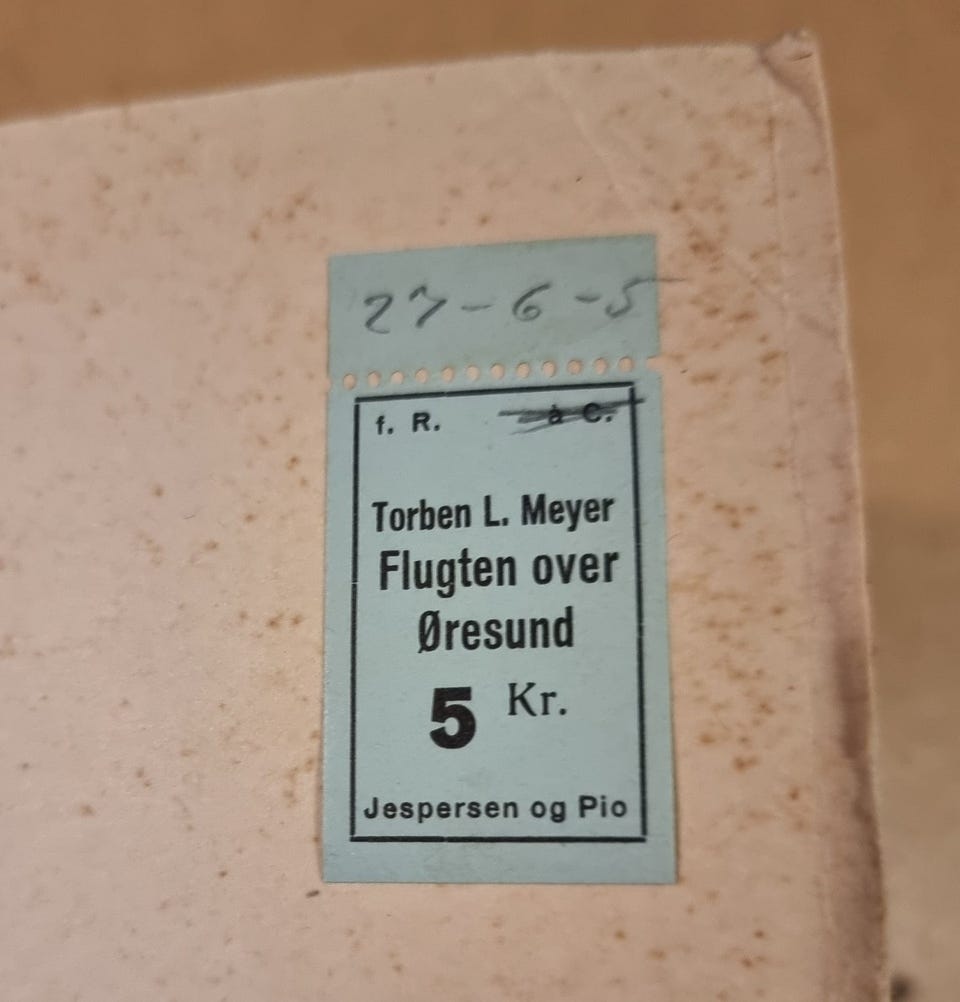 27-6-5
f. R. à C.
Torben L. Meyer
Flugten over
Øresund
5 Kr.
Jespersen og Pio